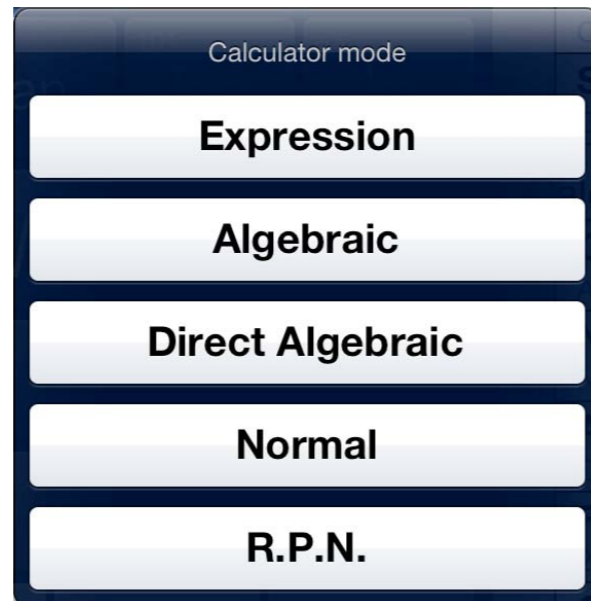 Calculator mode
Expression
Algebraic
Direct Algebraic
Normal
R.P.N.